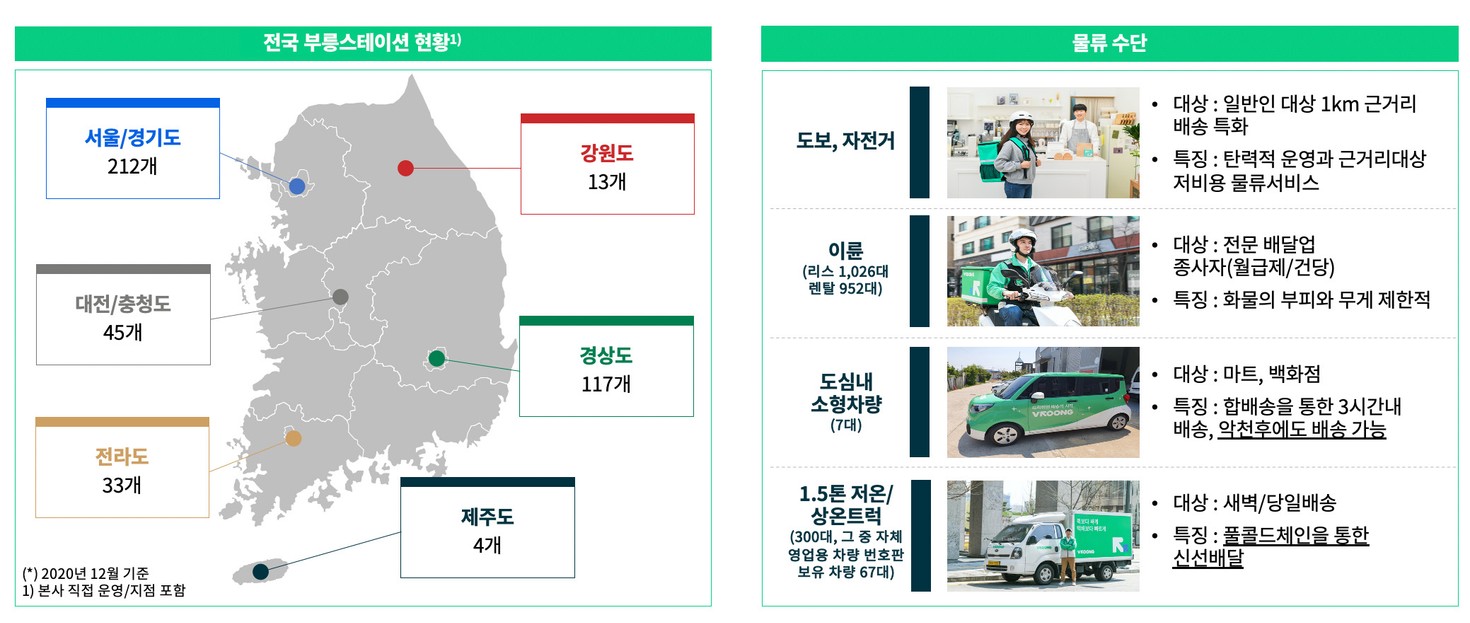 전국 부릉스테이션 현황1)
서울/경기도
212개
강원도
13개
대전/충청도
45개
경상도
117개
전라도
33개
제주도
4개
(*) 2020년 12월 기준
1) 본사 직접 운영/지점 포함
물류 수단
도보, 자전거
• 대상 : 일반인 대상 1km 근거리
배송 특화
• 특징 : 탄력적 운영과 근거리대상
저비용 물류서비스
이륜
(리스 1,026대
렌탈 952대)
• 대상 : 전문 배달업
종사자(월급제/건당)
• 특징 : 화물의 부피와 무게 제한적
도심내
소형차량
(7대)
VROONG
• 대상 : 마트, 백화점
• 특징 : 합배송을 통한 3시간내
배송, 악천후에도 배송 가능
1.5톤 저온/
상온트럭
(300대, 그 중 자체
영업용 차량 번호판
보유 차량 67대)
VROONG
• 대상 : 새벽/당일배송
• 특징 : 풀콜드체인을 통한
신선배달